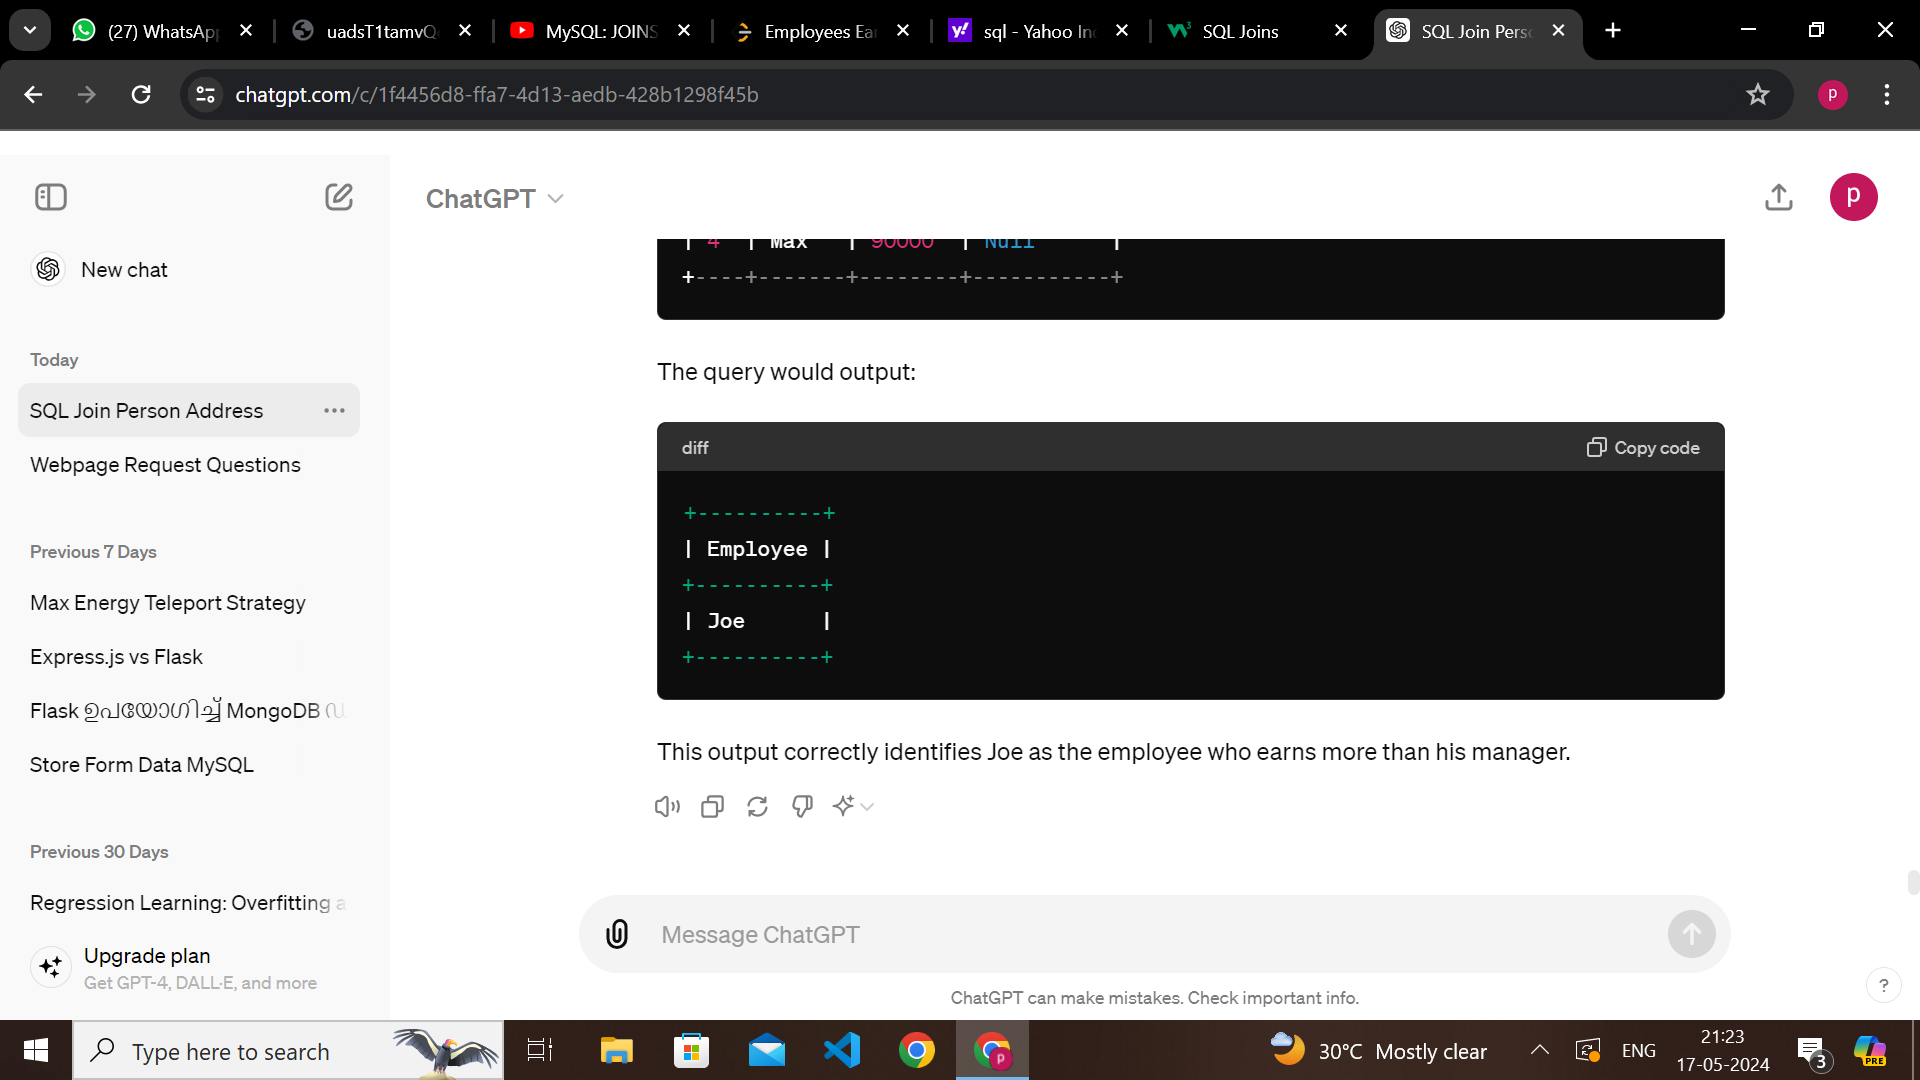 (27) WhatsApp
uadsT1tamvQ
MySQL: JOINS
Employees Ear
sql - Yahoo In
SQL Joins
SQL Join Perso
chatgpt.com/c/1f4456d8-ffa7-4d13-aedb-428b1298f45b
p
ChatGPT
p
New chat
Today
SQL Join Person Address
Webpage Request Questions
Previous 7 Days
Max Energy Teleport Strategy
Express.js vs Flask
Flask ഉപയോഗിച്ച് MongoDB
Store Form Data MySQL
Previous 30 Days
Regression Learning: Overfitting a
Upgrade plan
Get GPT-4, DALL·E, and more
| 4 | Max | 90000 | Null |
+----+-------+--------+-----------+
The query would output:
diff
Copy code
+----------+
| Employee |
+----------+
| Joe |
+----------+
This output correctly identifies Joe as the employee who earns more than his manager.
Message ChatGPT
ChatGPT can make mistakes. Check important info.
?
Type here to search
p
30°C Mostly clear
ENG
21:23
17-05-2024
3
PRE